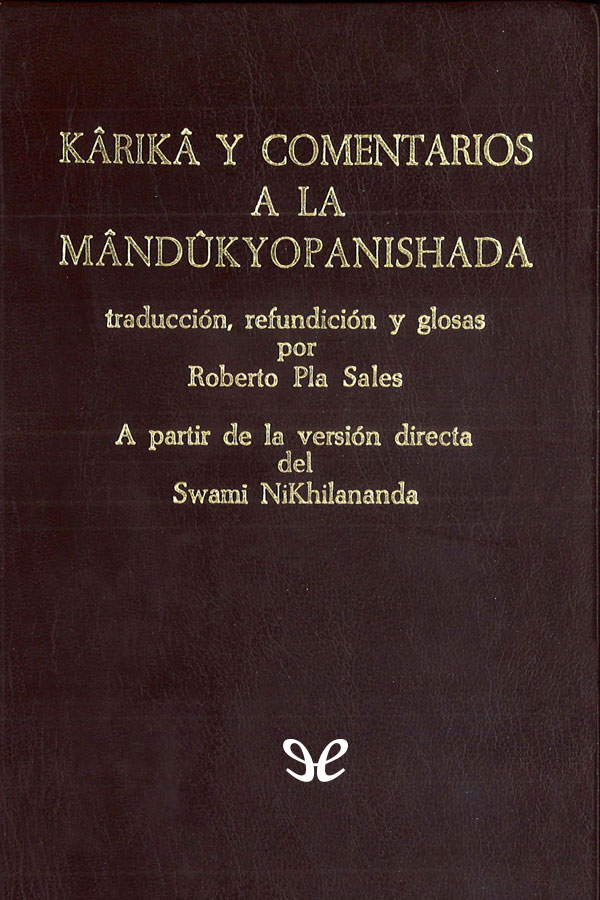 KÂRIKÂ Y COMENTARIOS
A LA
MÂNDÛKYOPANISHADA
traducción, refundición y glosas
por
Roberto Pla Sales
A partir de la versión directa
del
Swami NiKhilananda